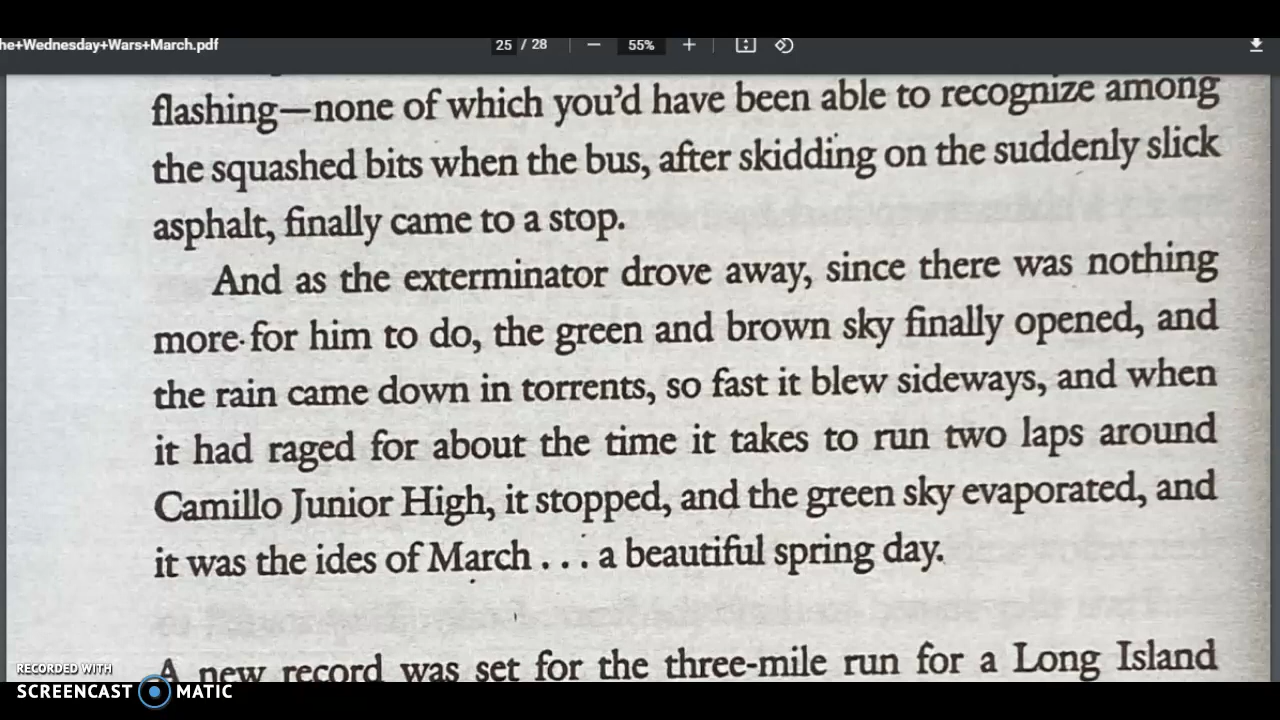 he+Wednesday+Wars+March.pdf 25 / 28 − 55% +
flashing—none of which you'd have been able to recognize among
the squashed bits when the bus, after skidding on the suddenly slick
asphalt, finally came to a stop.
And as the exterminator drove away, since there was nothing
more for him to do, the green and brown sky finally opened, and
the rain came down in torrents, so fast it blew sideways, and when
it had raged for about the time it takes to run two laps around
Camillo Junior High, it stopped, and the green sky evaporated, and
it was the ides of March . . . a beautiful spring day.
A new record was set for the three-mile run for a Long Island
RECORDED WITH
SCREENCAST MATIC